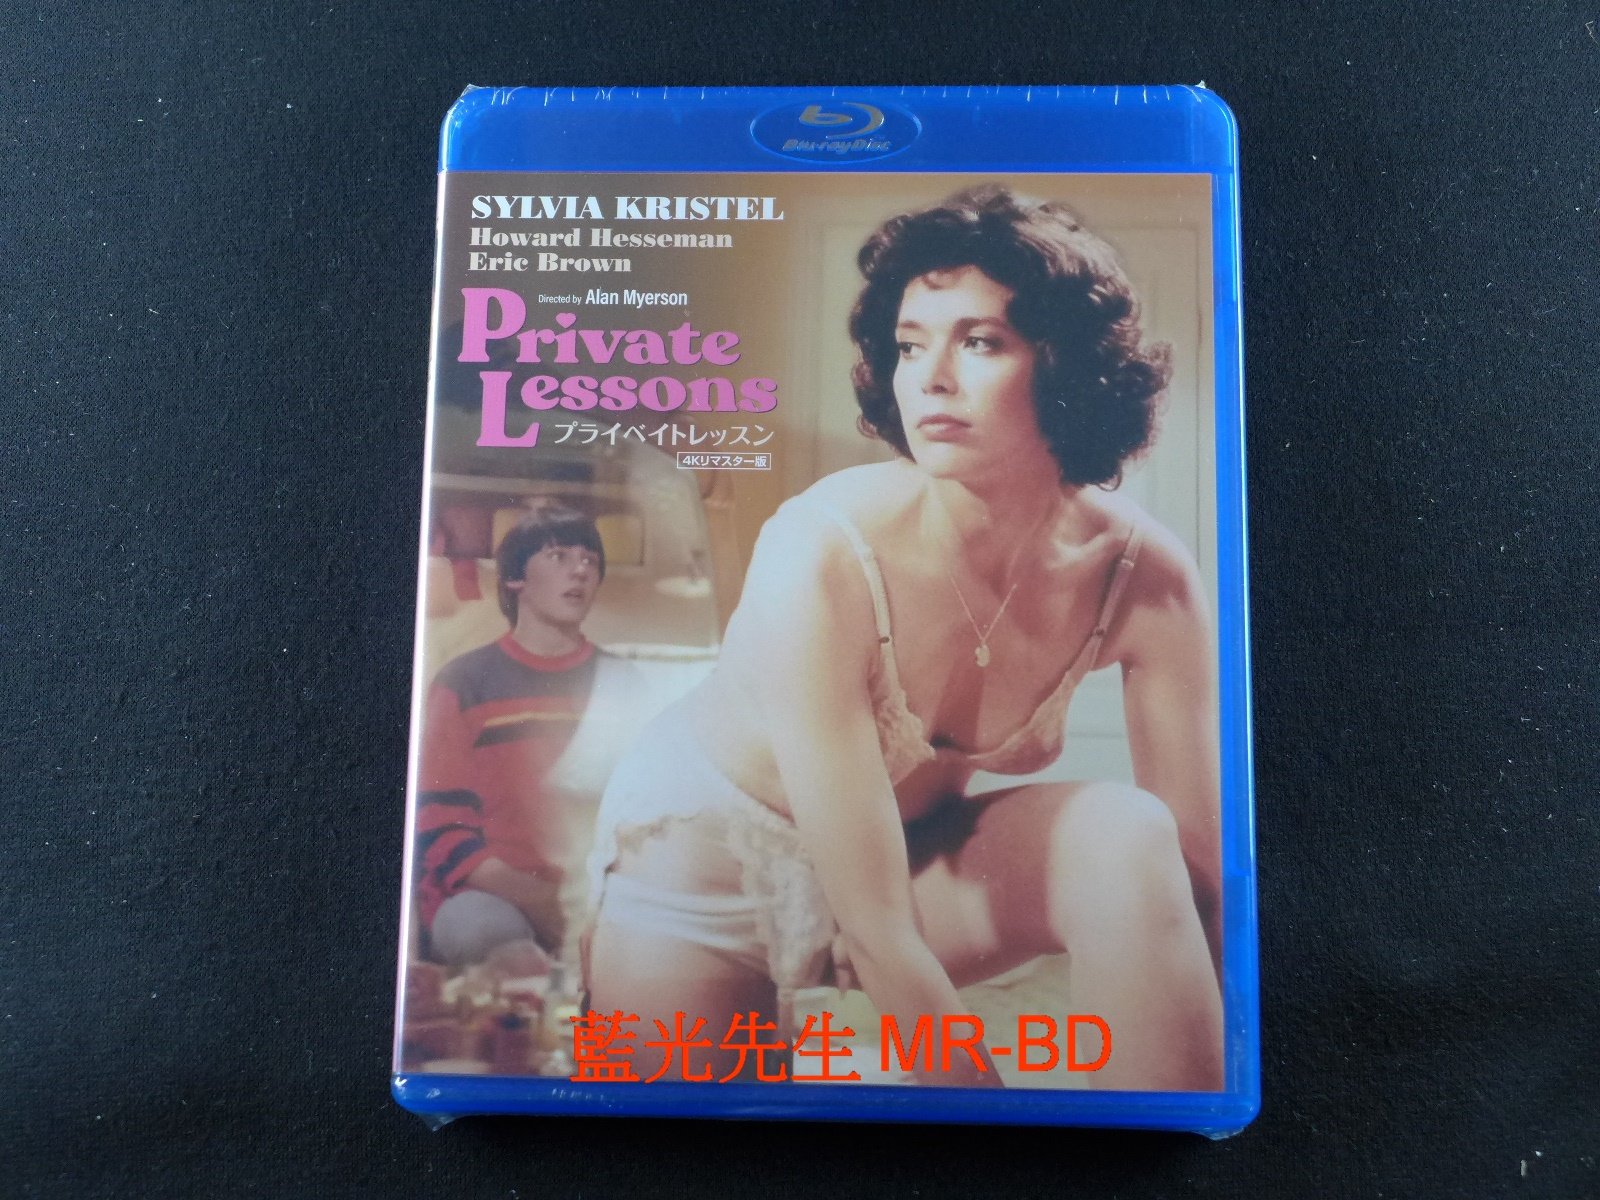 Blu-ray Disc
SYLVIA KRISTEL
Howard Hesseman
Eric Brown
Directed by Alan Myerson
Private
Lessons
プライベイトレッスン
4Kリマスター版
藍光先生 MR-BD